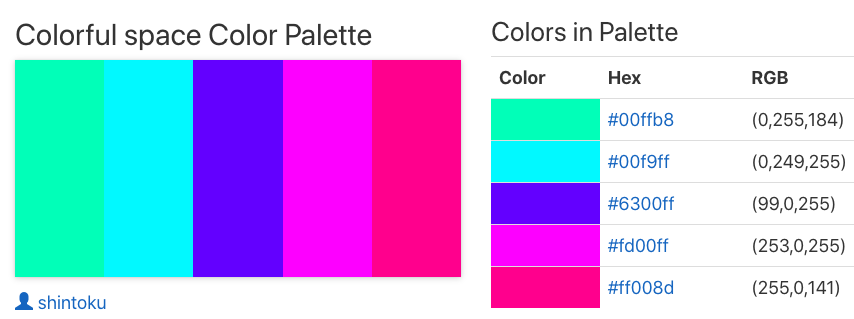 Colorful space Color Palette
shintoku
Colors in Palette
Color Hex RGB
#00ffb8 (0,255,184)
#00f9ff (0,249,255)
#6300ff (99,0,255)
#fd00ff (253,0,255)
#ff008d (255,0,141)